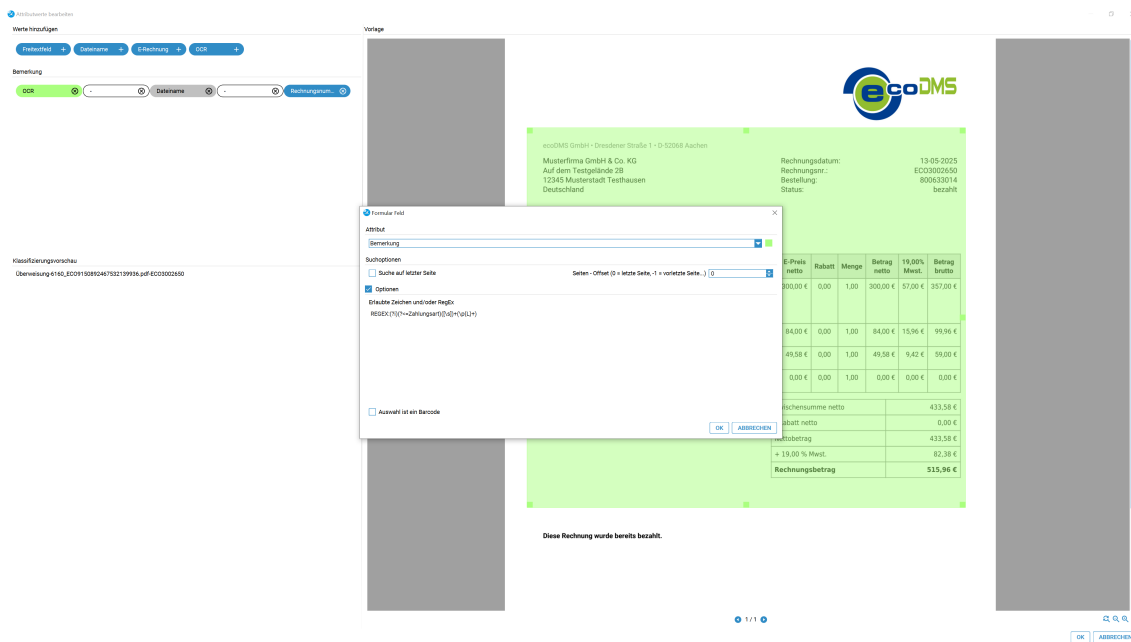 Attributwerte bearbeiten
Werte hinzufügen
Freitextfeld +
Dateiname +
E-Rechnung +
OCR +
Bemerkung
OCR
-
Dateiname
-
Rechnungsnum...
Klassifizierungsvorschau
Überweisung-6160_ECO9150892467532139936.pdf-ECO3002650
Vorlage
ecoDMS
ecoDMS GmbH • Dresdener Straße 1 • D-52068 Aachen
Musterfirma GmbH & Co. KG
Auf dem Testgelände 2B
12345 Musterstadt Testhausen
Deutschland
Rechnungsdatum: 13-05-2025
Rechnungsnr.: ECO3002650
Bestellung: 800633014
Status: bezahlt
Formular Feld
Attribut
Bemerkung
Suchoptionen
Suche auf letzter Seite
Seiten - Offset (0 = letzte Seite,-1 = vorletzte Seite...) 0
Optionen
Erlaubte Zeichen und/oder RegEx
REGEX:(?i)(?<=Zahlungsart)([\s]+(\p{L}+)
Auswahl ist ein Barcode
OK
ABBRECHEN
E-Preis netto Rabatt Menge Betrag netto 19,00% Mwst. Betrag brutto
300,00 € 0,00 1,00 300,00 € 57,00 € 357,00 €
84,00 € 0,00 1,00 84,00 € 15,96 € 99,96 €
49,58 € 0,00 1,00 49,58 € 9,42 € 59,00 €
0,00 € 0,00 1,00 0,00 € 0,00 € 0,00 €
ischensumme netto 433,58 €
abatt netto 0,00 €
Nettobetrag 433,58 €
+ 19,00 % Mwst. 82,38 €
Rechnungsbetrag 515,96 €
Diese Rechnung wurde bereits bezahlt.
1 / 1
OK
ABBRECHEN